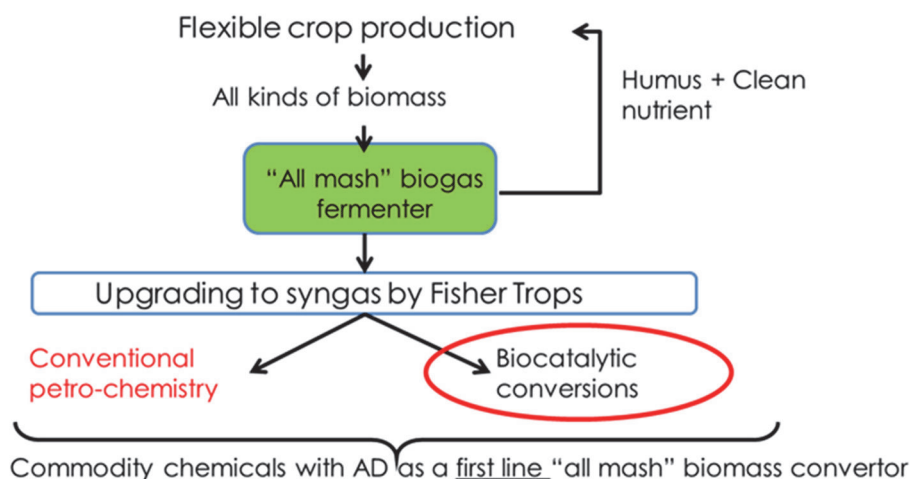 Flexible crop production
Humus + Clean
nutrient
All kinds of biomass
“All mash” biogas
fermenter
Upgrading to syngas by Fisher Trops
Conventional
petro-chemistry
Biocatalytic
conversions
Commodity chemicals with AD as a first line “all mash” biomass convertor